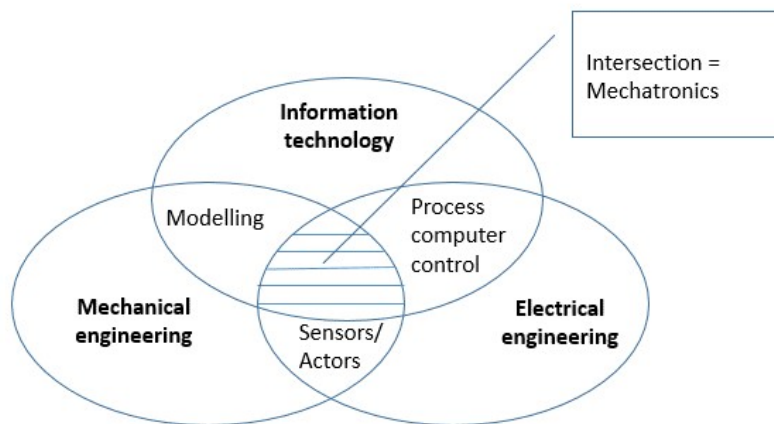 Intersection =
Mechatronics
Information
technology
Modelling
Process
computer
control
Mechanical
engineering
Electrical
engineering
Sensors/
Actors